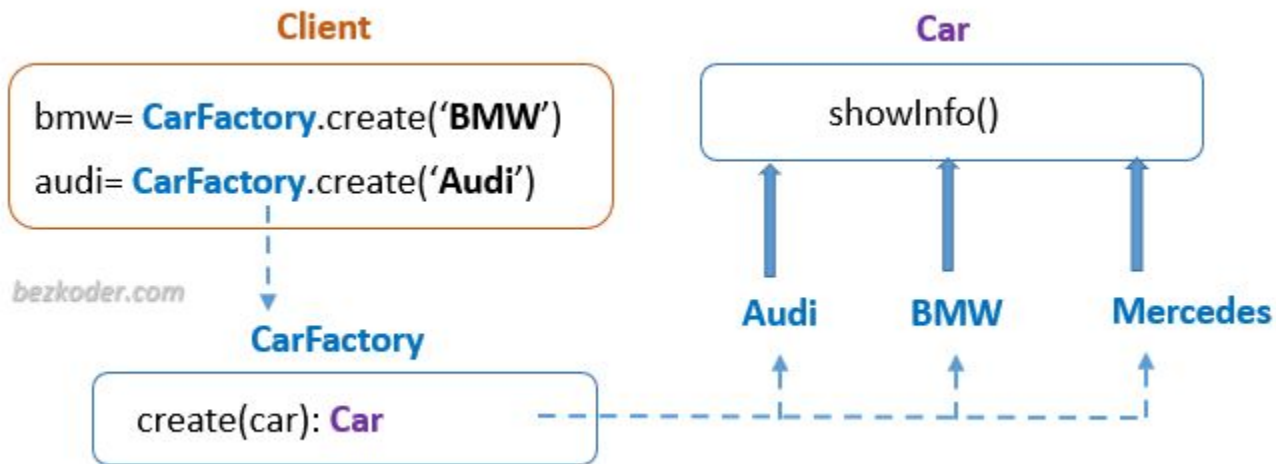 Client
bmw= CarFactory.create(‘BMW’)
audi= CarFactory.create(‘Audi’)
bezkoder.com
CarFactory
create(car): Car
Car
showInfo()
Audi BMW Mercedes